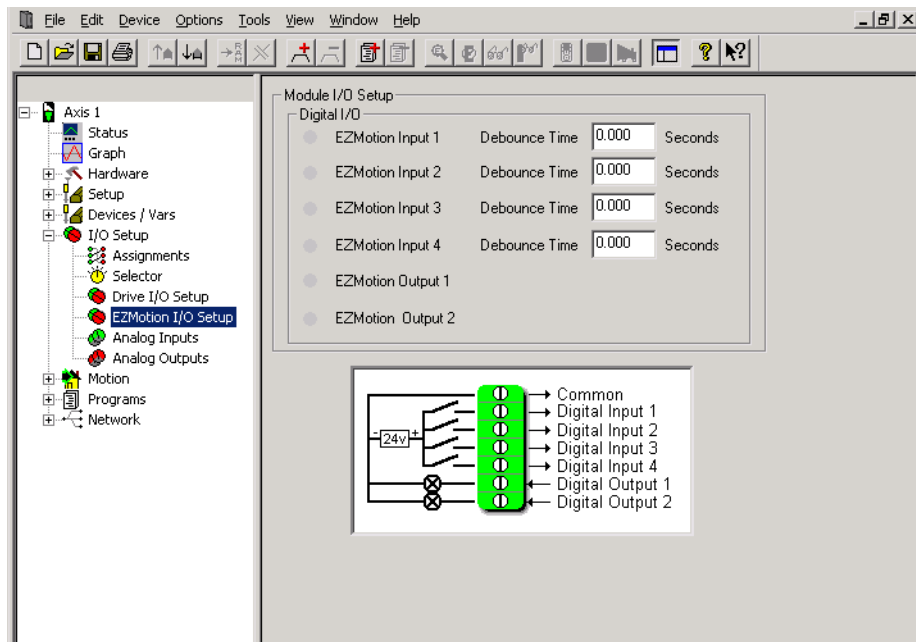 File Edit Device Options Tools View Window Help
Axis 1
Status
Graph
Hardware
Setup
Devices / Vars
I/O Setup
Assignments
Selector
Drive I/O Setup
EZMotion I/O Setup
Analog Inputs
Analog Outputs
Motion
Programs
Network
Module I/O Setup
Digital I/O
EZMotion Input 1 Debounce Time 0.000 Seconds
EZMotion Input 2 Debounce Time 0.000 Seconds
EZMotion Input 3 Debounce Time 0.000 Seconds
EZMotion Input 4 Debounce Time 0.000 Seconds
EZMotion Output 1
EZMotion Output 2
- 24v +
Common
Digital Input 1
Digital Input 2
Digital Input 3
Digital Input 4
Digital Output 1
Digital Output 2